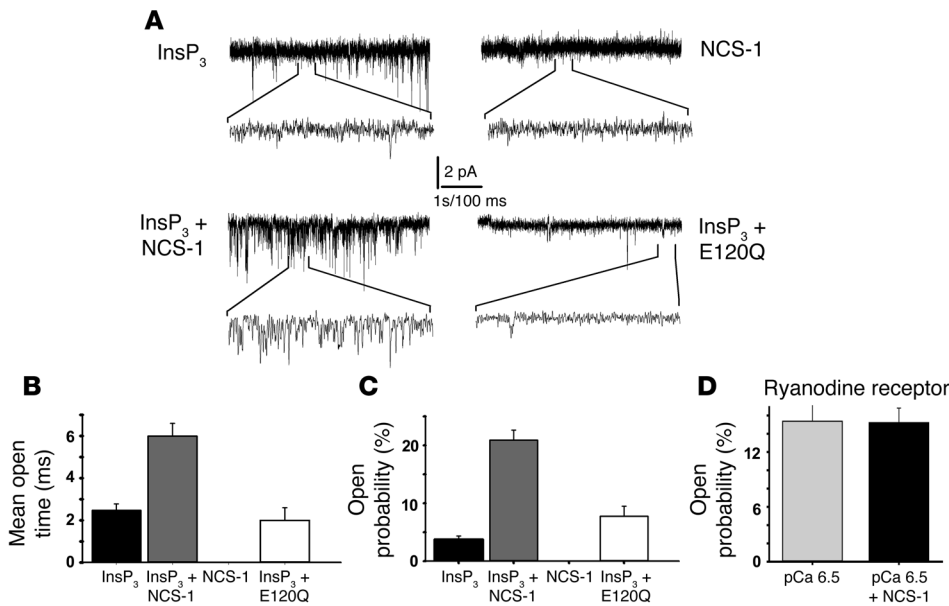 A
InsP3
NCS-1
2 pA
1s/100 ms
InsP3 +
NCS-1
InsP3 +
E120Q
B
Mean open
time (ms)
6
4
2
0
InsP3
InsP3 +
NCS-1
NCS-1
InsP3 +
E120Q
C
Open
probability (%)
20
10
0
InsP3
InsP3 +
NCS-1
NCS-1
InsP3 +
E120Q
D
Ryanodine receptor
Open
probability (%)
12
8
4
0
pCa 6.5
pCa 6.5
+ NCS-1